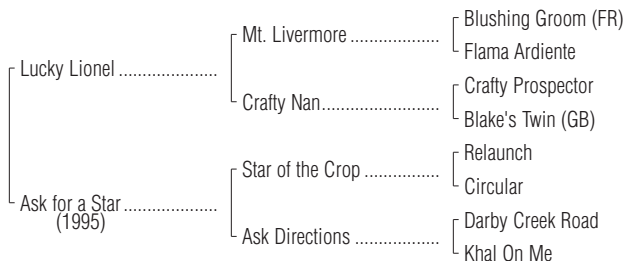 Blushing Groom (FR)
Mt. Livermore ....................
Flama Ardiente
Lucky Lionel ......................
Crafty Prospector
Crafty Nan..........................
Blake's Twin (GB)
Relaunch
Star of the Crop ................
Circular
Ask for a Star.....................
(1995)
Darby Creek Road
Ask Directions ...................
Khal On Me